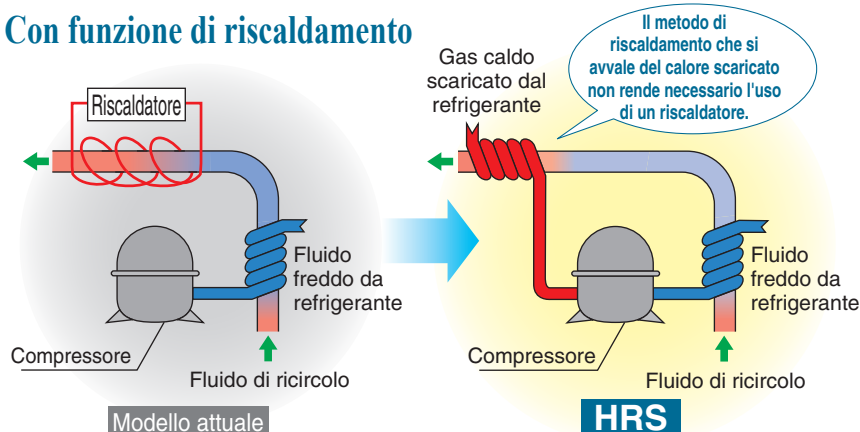 Con funzione di riscaldamento
Riscaldatore
Fluido
freddo da
refrigerante
Compressore
Fluido di ricircolo
Modello attuale
Gas caldo
scaricato dal
refrigerante
Il metodo di
riscaldamento che si
avvale del calore scaricato
non rende necessario l'uso
di un riscaldatore.
Fluido
freddo da
refrigerante
Compressore
Fluido di ricircolo
HRS